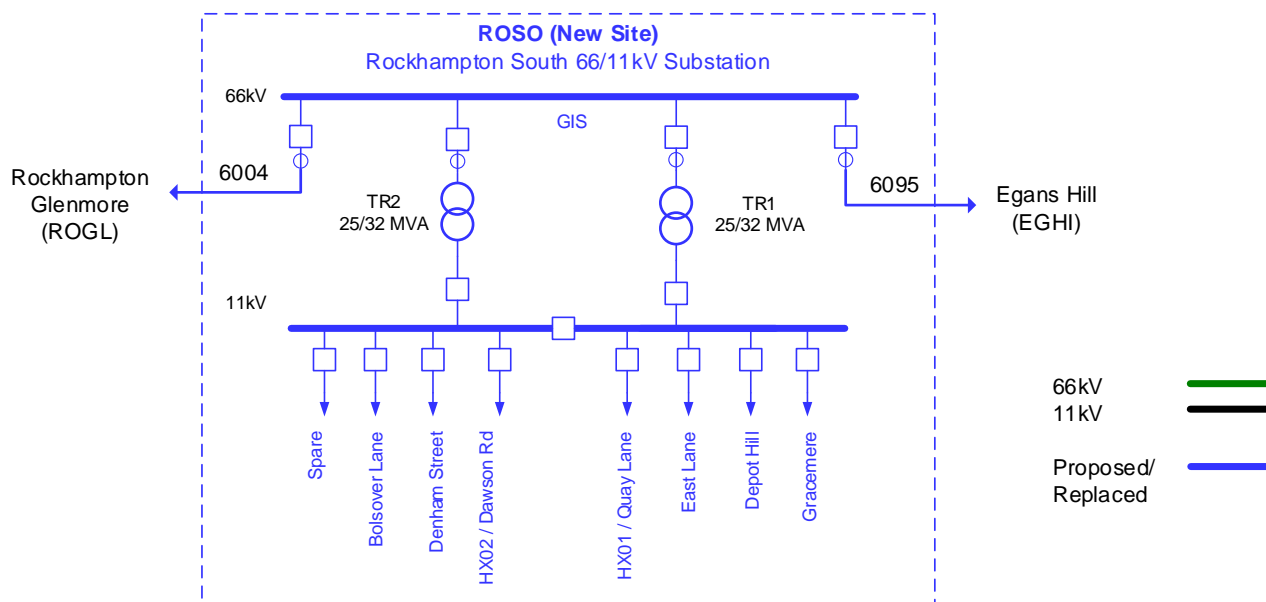 ROSO (New Site)
Rockhampton South 66/11kV Substation
66kV
GIS
6004
6095
Rockhampton
Glenmore
(ROGL)
TR2
25/32 MVA
TR1
25/32 MVA
Egans Hill
(EGHI)
11kV
Spare
Bolsover Lane
Denham Street
HX02 / Dawson Rd
HX01 / Quay Lane
East Lane
Depot Hill
Gracemere
66kV
11kV
Proposed/
Replaced